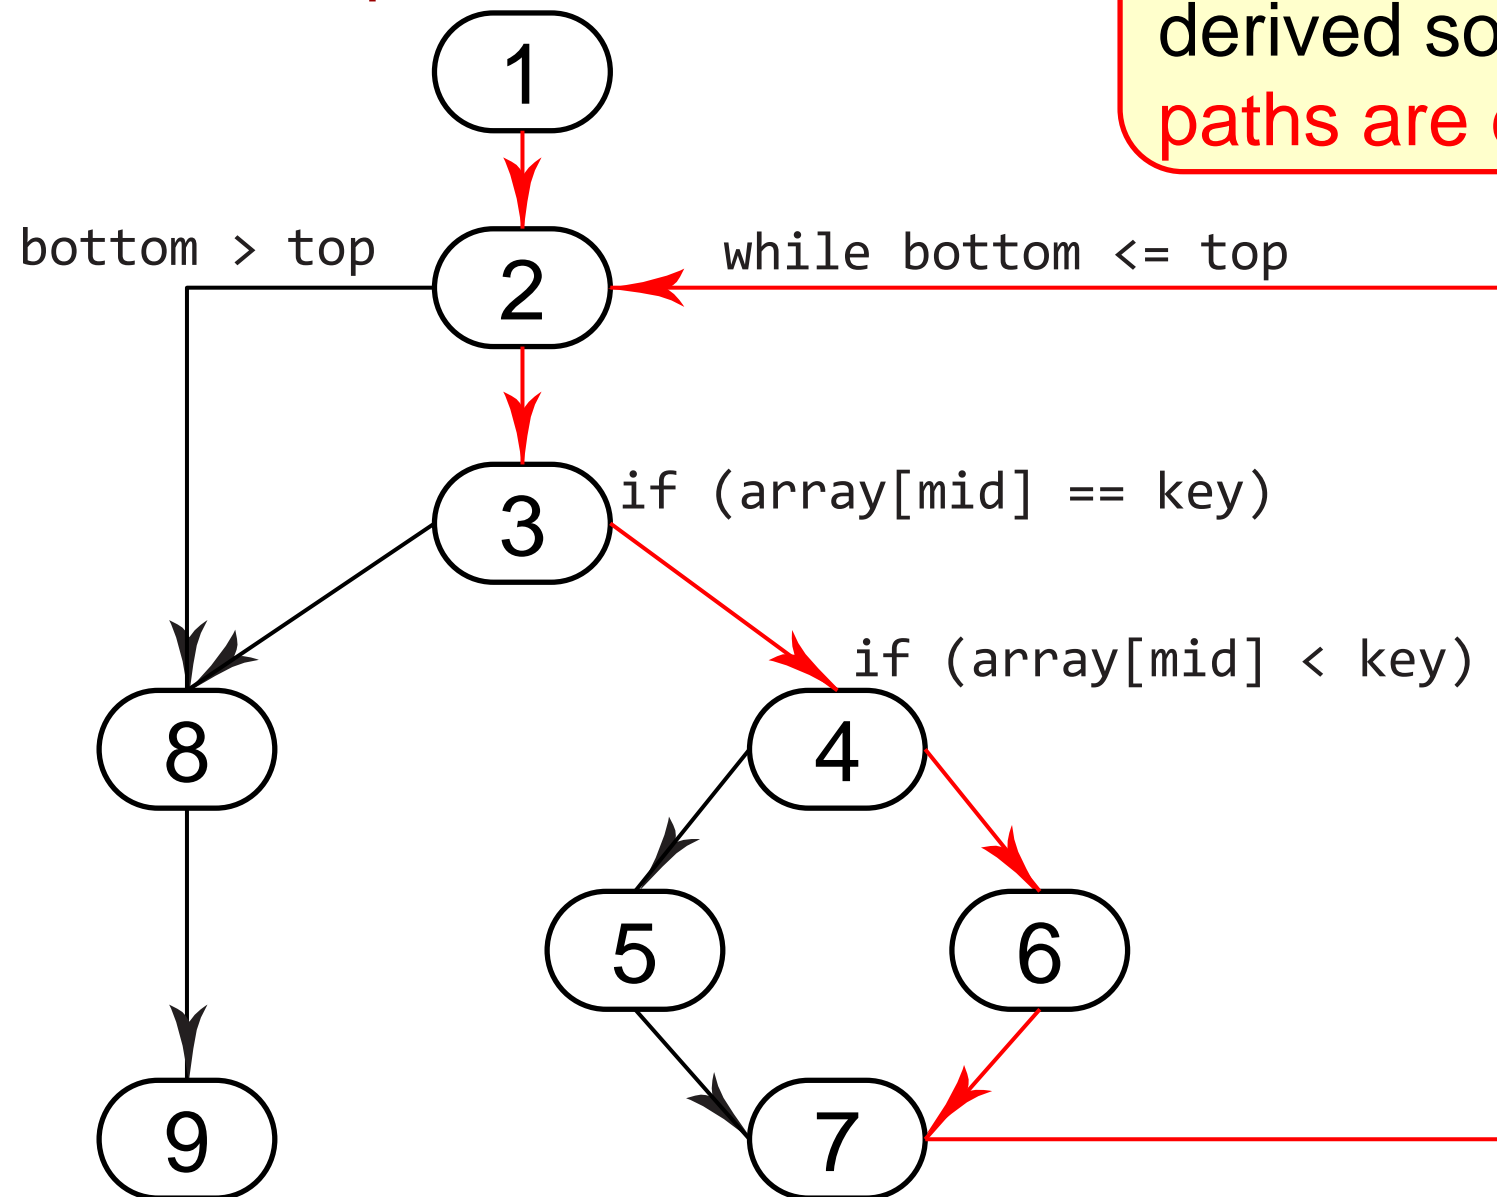 derived so
paths are
1
bottom > top
while bottom <= top
2
3
if (array[mid] == key)
if (array[mid] < key)
8
4
5
6
9
7